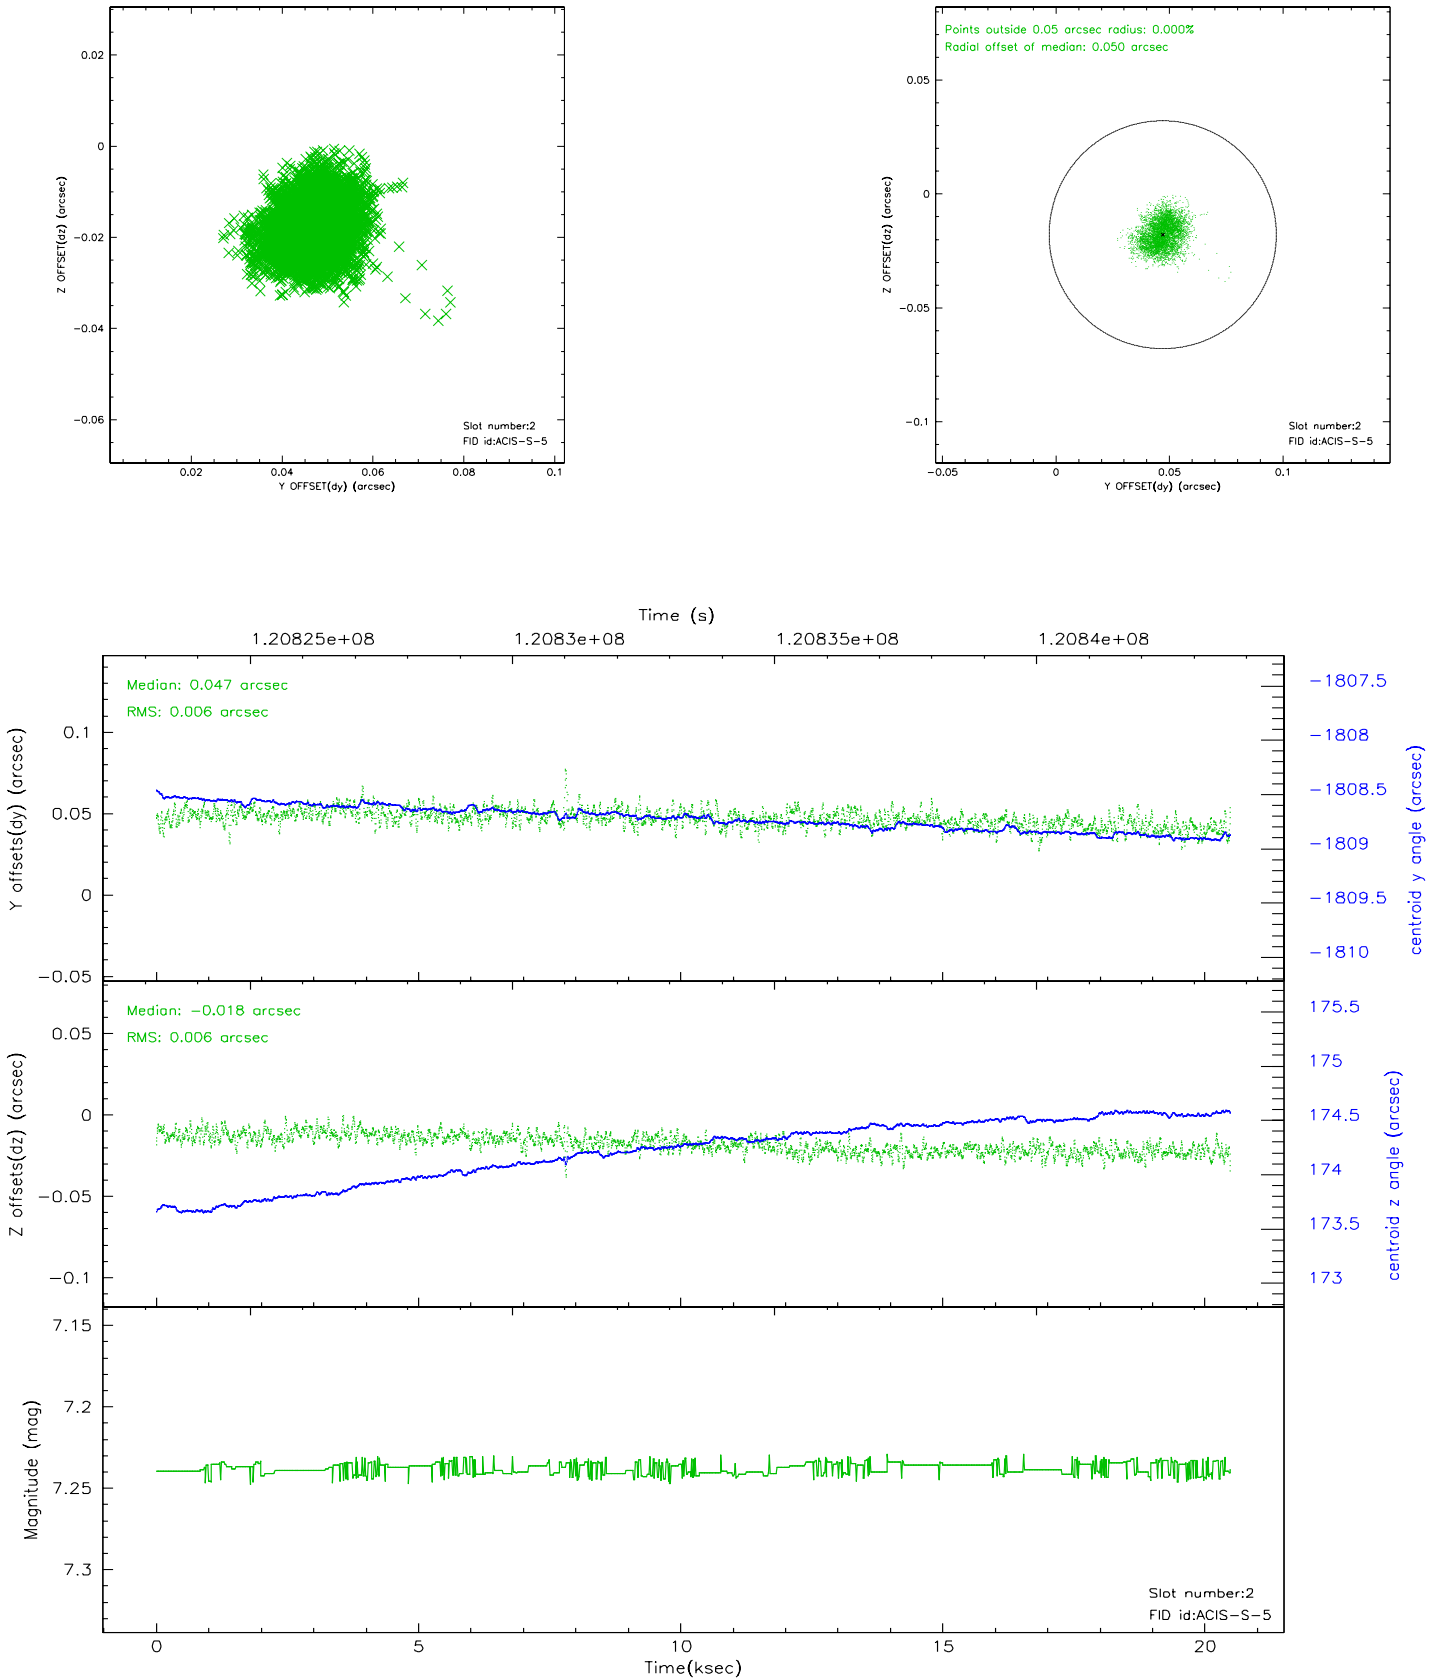 0.02
0
-0.02
-0.04
-0.06
Z OFFSET(dz) (arcsec)
Slot number:2
FID id:ACIS-S-5
0.02 0.04 0.06 0.08 0.1
Y OFFSET(dy) (arcsec)
Points outside 0.05 arcsec radius: 0.000%
Radial offset of median: 0.050 arcsec
0.05
0
-0.05
-0.1
Z OFFSET(dz) (arcsec)
Slot number:2
FID id:ACIS-S-5
-0.05 0 0.05 0.1
Y OFFSET(dy) (arcsec)
Time (s)
1.20825e+08 1.2083e+08 1.20835e+08 1.2084e+08
Median: 0.047 arcsec
RMS: 0.006 arcsec
0.1
0.05
0
-0.05
Y offsets(dy) (arcsec)
-1807.5
-1808
-1808.5
-1809
-1809.5
-1810
centroid y angle (arcsec)
Median: -0.018 arcsec
RMS: 0.006 arcsec
0.05
0
-0.05
-0.1
Z offsets(dz) (arcsec)
175.5
175
174.5
174
173.5
173
centroid z angle (arcsec)
7.15
7.2
7.25
7.3
Magnitude (mag)
Slot number:2
FID id:ACIS-S-5
0 5 10 15 20
Time(ksec)